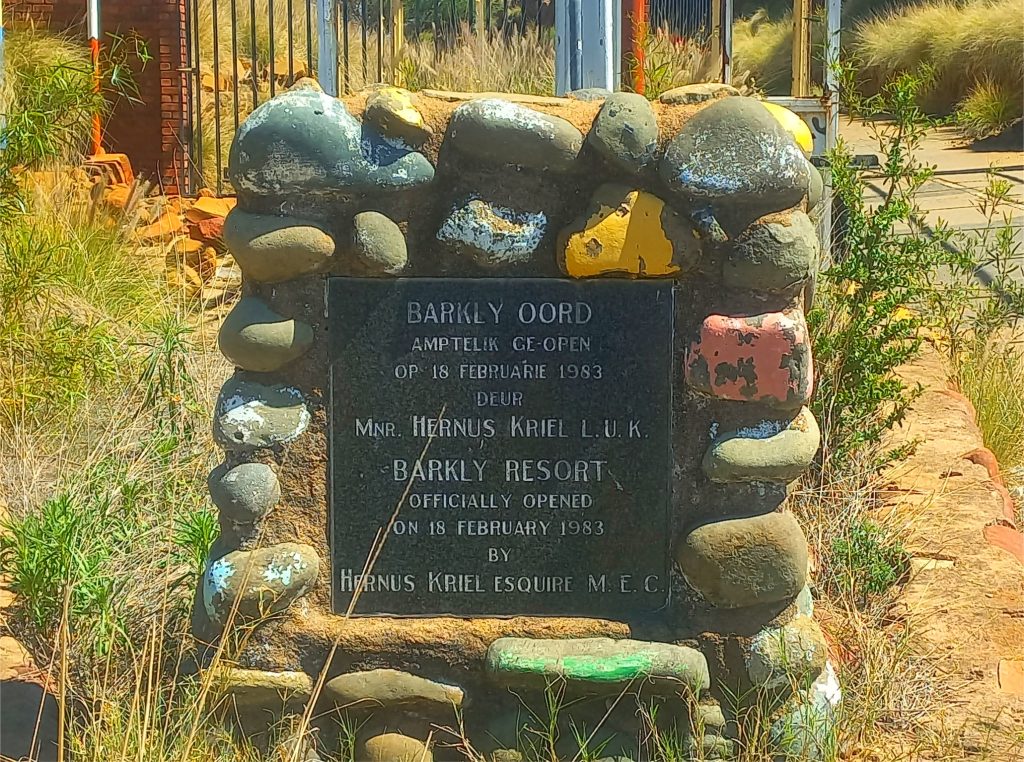 BARKLY OORD
AMPTELIK GE-OPEN
OP 18 FEBRUARIE 1983
DEUR
MNR. HERNUS KRIEL L.U.K.
BARKLY RESORT
OFFICIALLY OPENED
ON 18 FEBRUARY 1983
BY
HERNUS KRIEL ESQUIRE M.E.C.